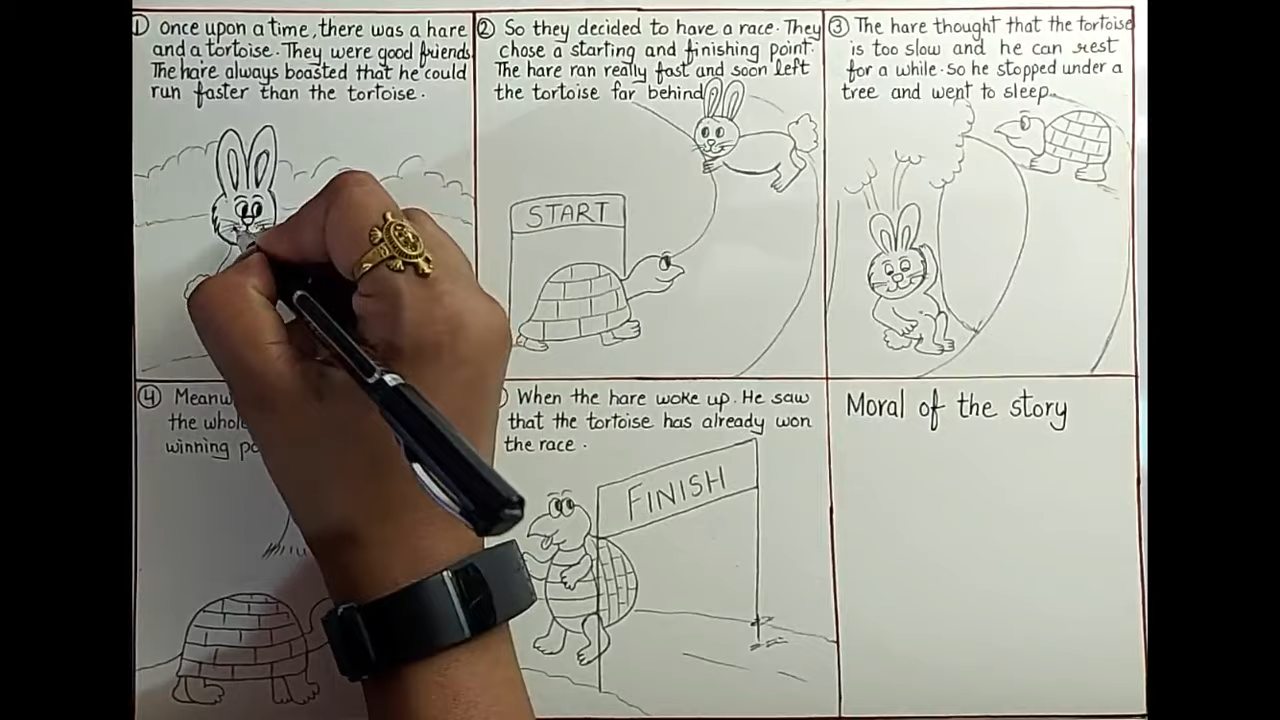 ① Once upon a time, there was a hare
and a tortoise. They were good friends
The hare always boasted that he could
run faster than the tortoise.
② So they decided to have a race. They
chose a starting and finishing point.
The hare ran really fast and soon left
the tortoise far behind
START
③ The hare thought that the tortoise
is too slow and he can rest
for a while. So he stopped under a
tree and went to sleep..
④
the whole
winning
When the hare woke up. He saw
that the tortoise has already won
the race.
FINISH
Moral of the story